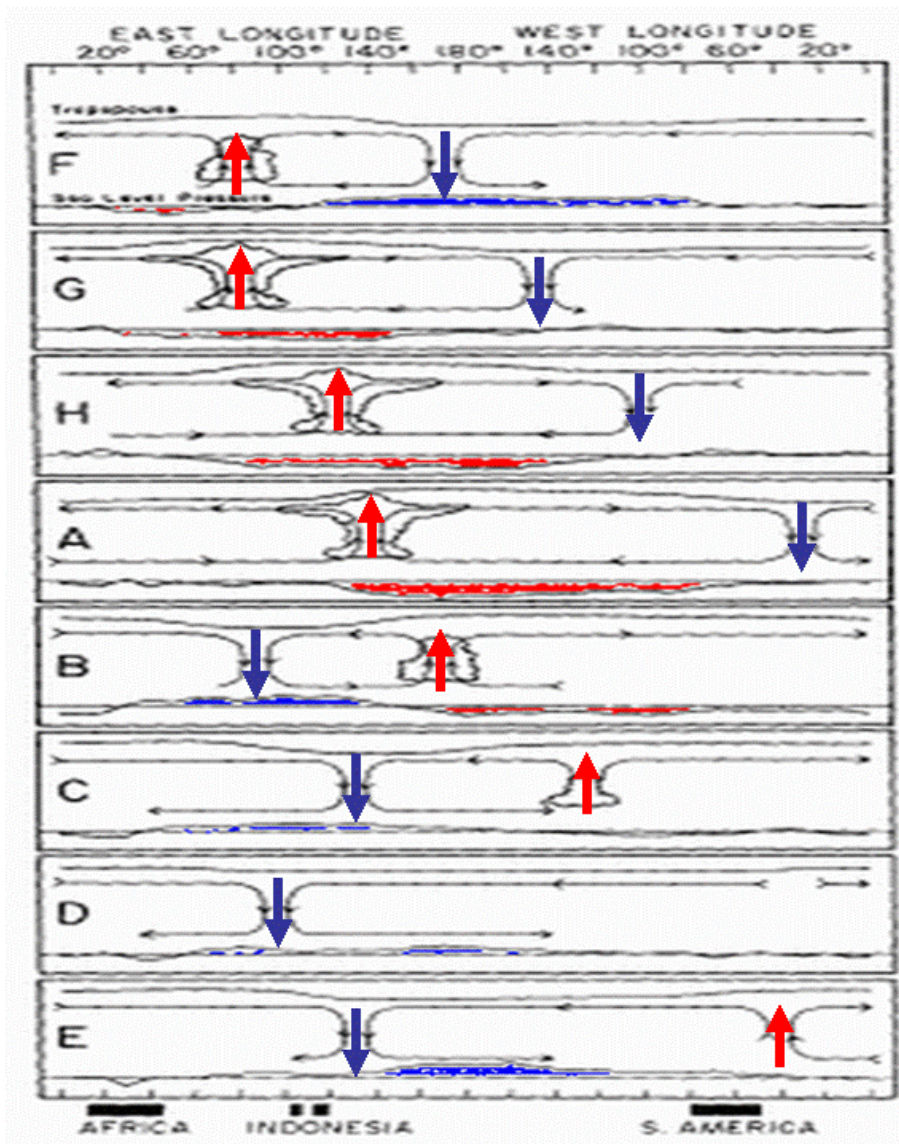 EAST LONGITUDE WEST LONGITUDE
20° 60° 100° 140° 180° 140° 100° 60° 20°
Tropopause
F
Sea Level Pressure
G
H
A
B
C
D
E
AFRICA INDONESIA S. AMERICA